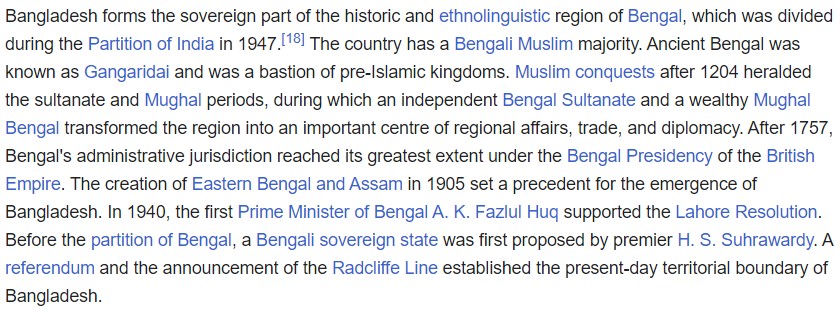 Bangladesh forms the sovereign part of the historic and ethnolinguistic region of Bengal, which was divided
during the Partition of India in 1947.[18] The country has a Bengali Muslim majority. Ancient Bengal was
known as Gangaridai and was a bastion of pre-Islamic kingdoms. Muslim conquests after 1204 heralded
the sultanate and Mughal periods, during which an independent Bengal Sultanate and a wealthy Mughal
Bengal transformed the region into an important centre of regional affairs, trade, and diplomacy. After 1757,
Bengal's administrative jurisdiction reached its greatest extent under the Bengal Presidency of the British
Empire. The creation of Eastern Bengal and Assam in 1905 set a precedent for the emergence of
Bangladesh. In 1940, the first Prime Minister of Bengal A. K. Fazlul Huq supported the Lahore Resolution.
Before the partition of Bengal, a Bengali sovereign state was first proposed by premier H. S. Suhrawardy. A
referendum and the announcement of the Radcliffe Line established the present-day territorial boundary of
Bangladesh.